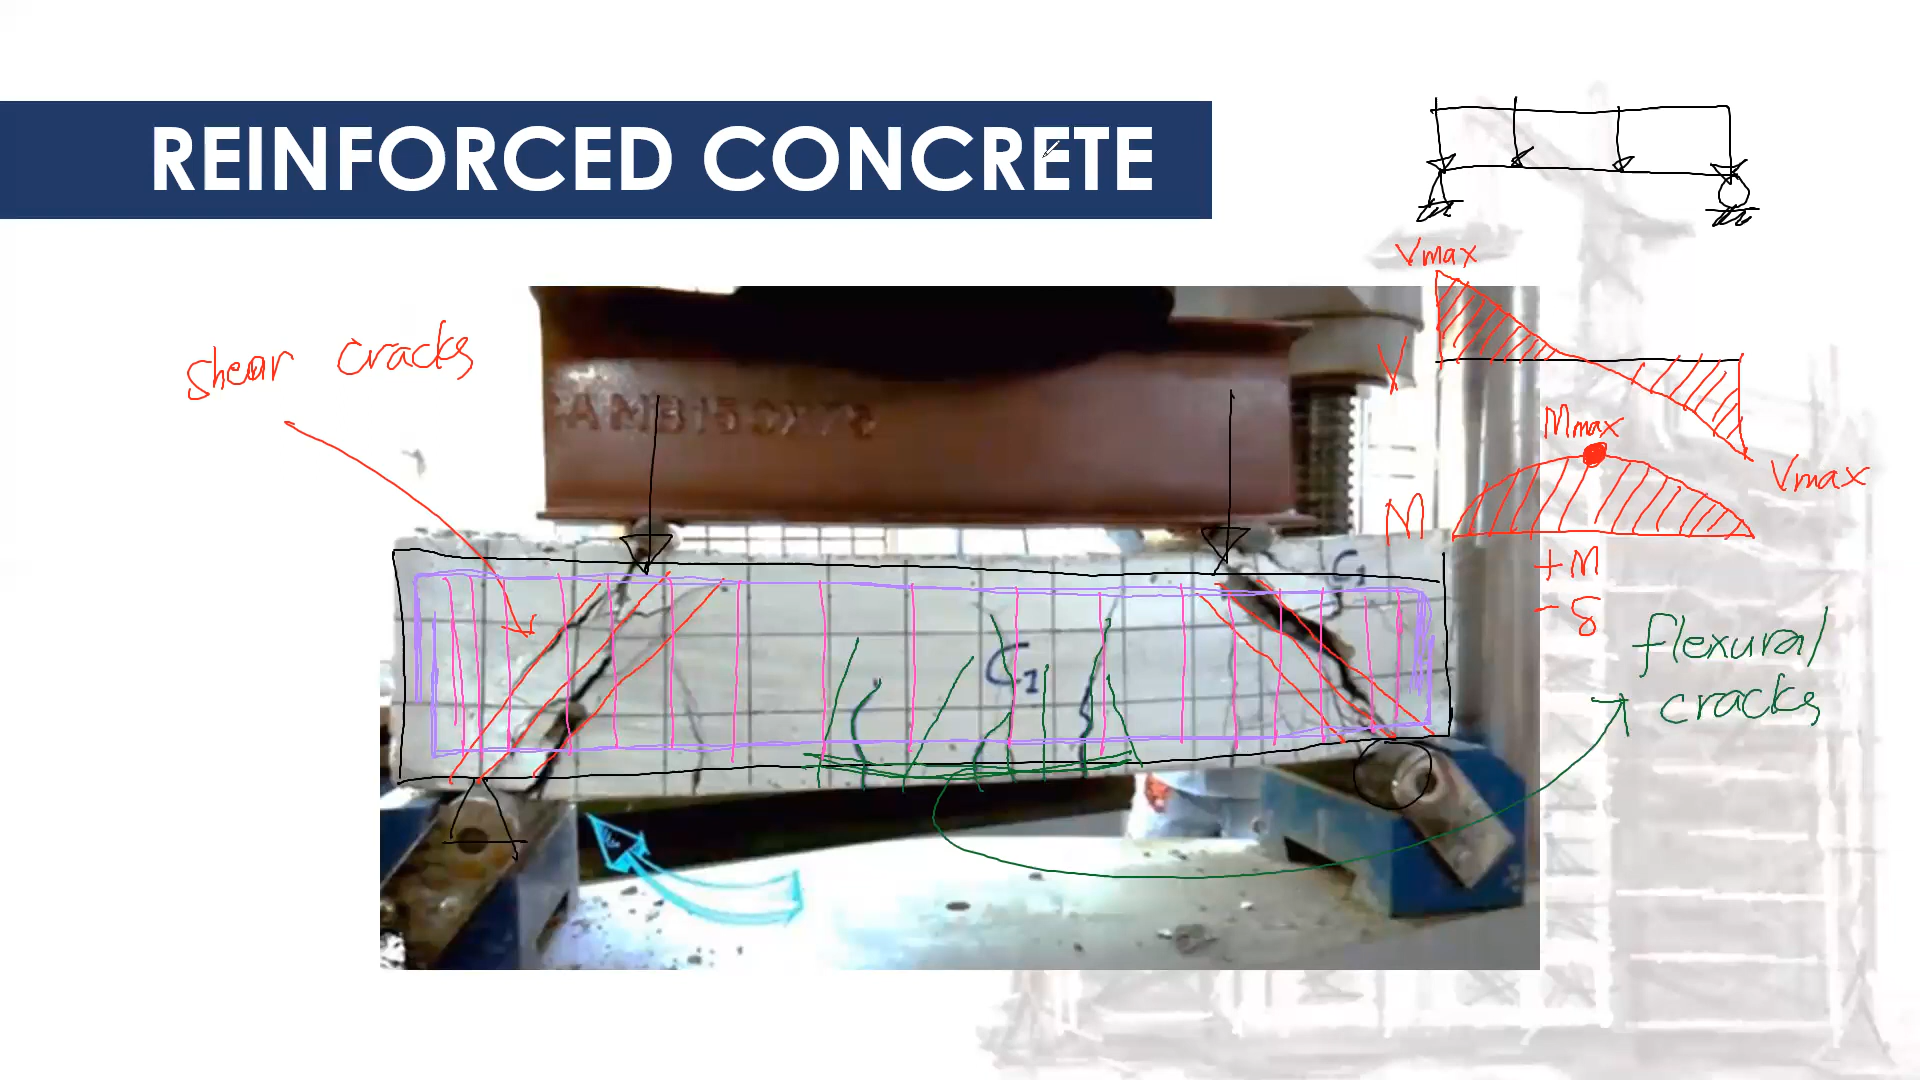 REINFORCED CONCRETE
Vmax
shear cracks
V
Mmax
Vmax
M
+M
-δ
C1
flexural
cracks
C1